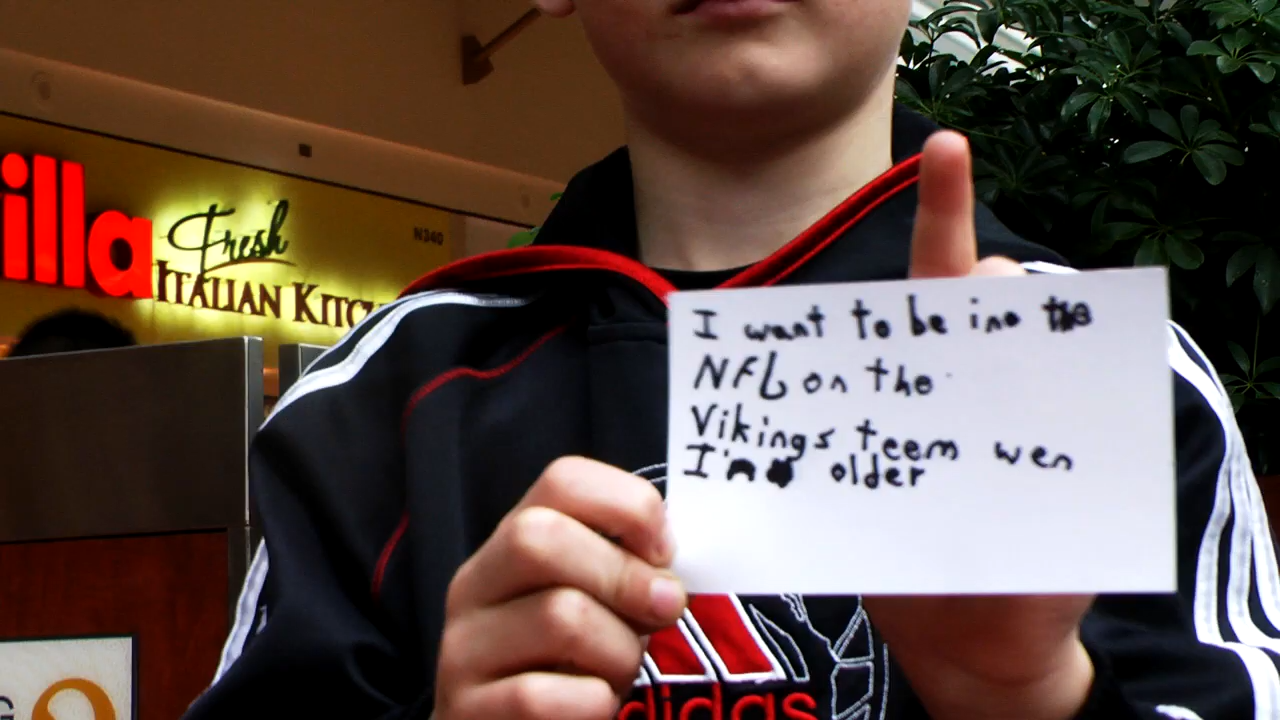 illa
Fresh
ITALIAN KITC
N340
I want to be ino the
NFL on the
Vikings teem wen
I'm older
adidas
G